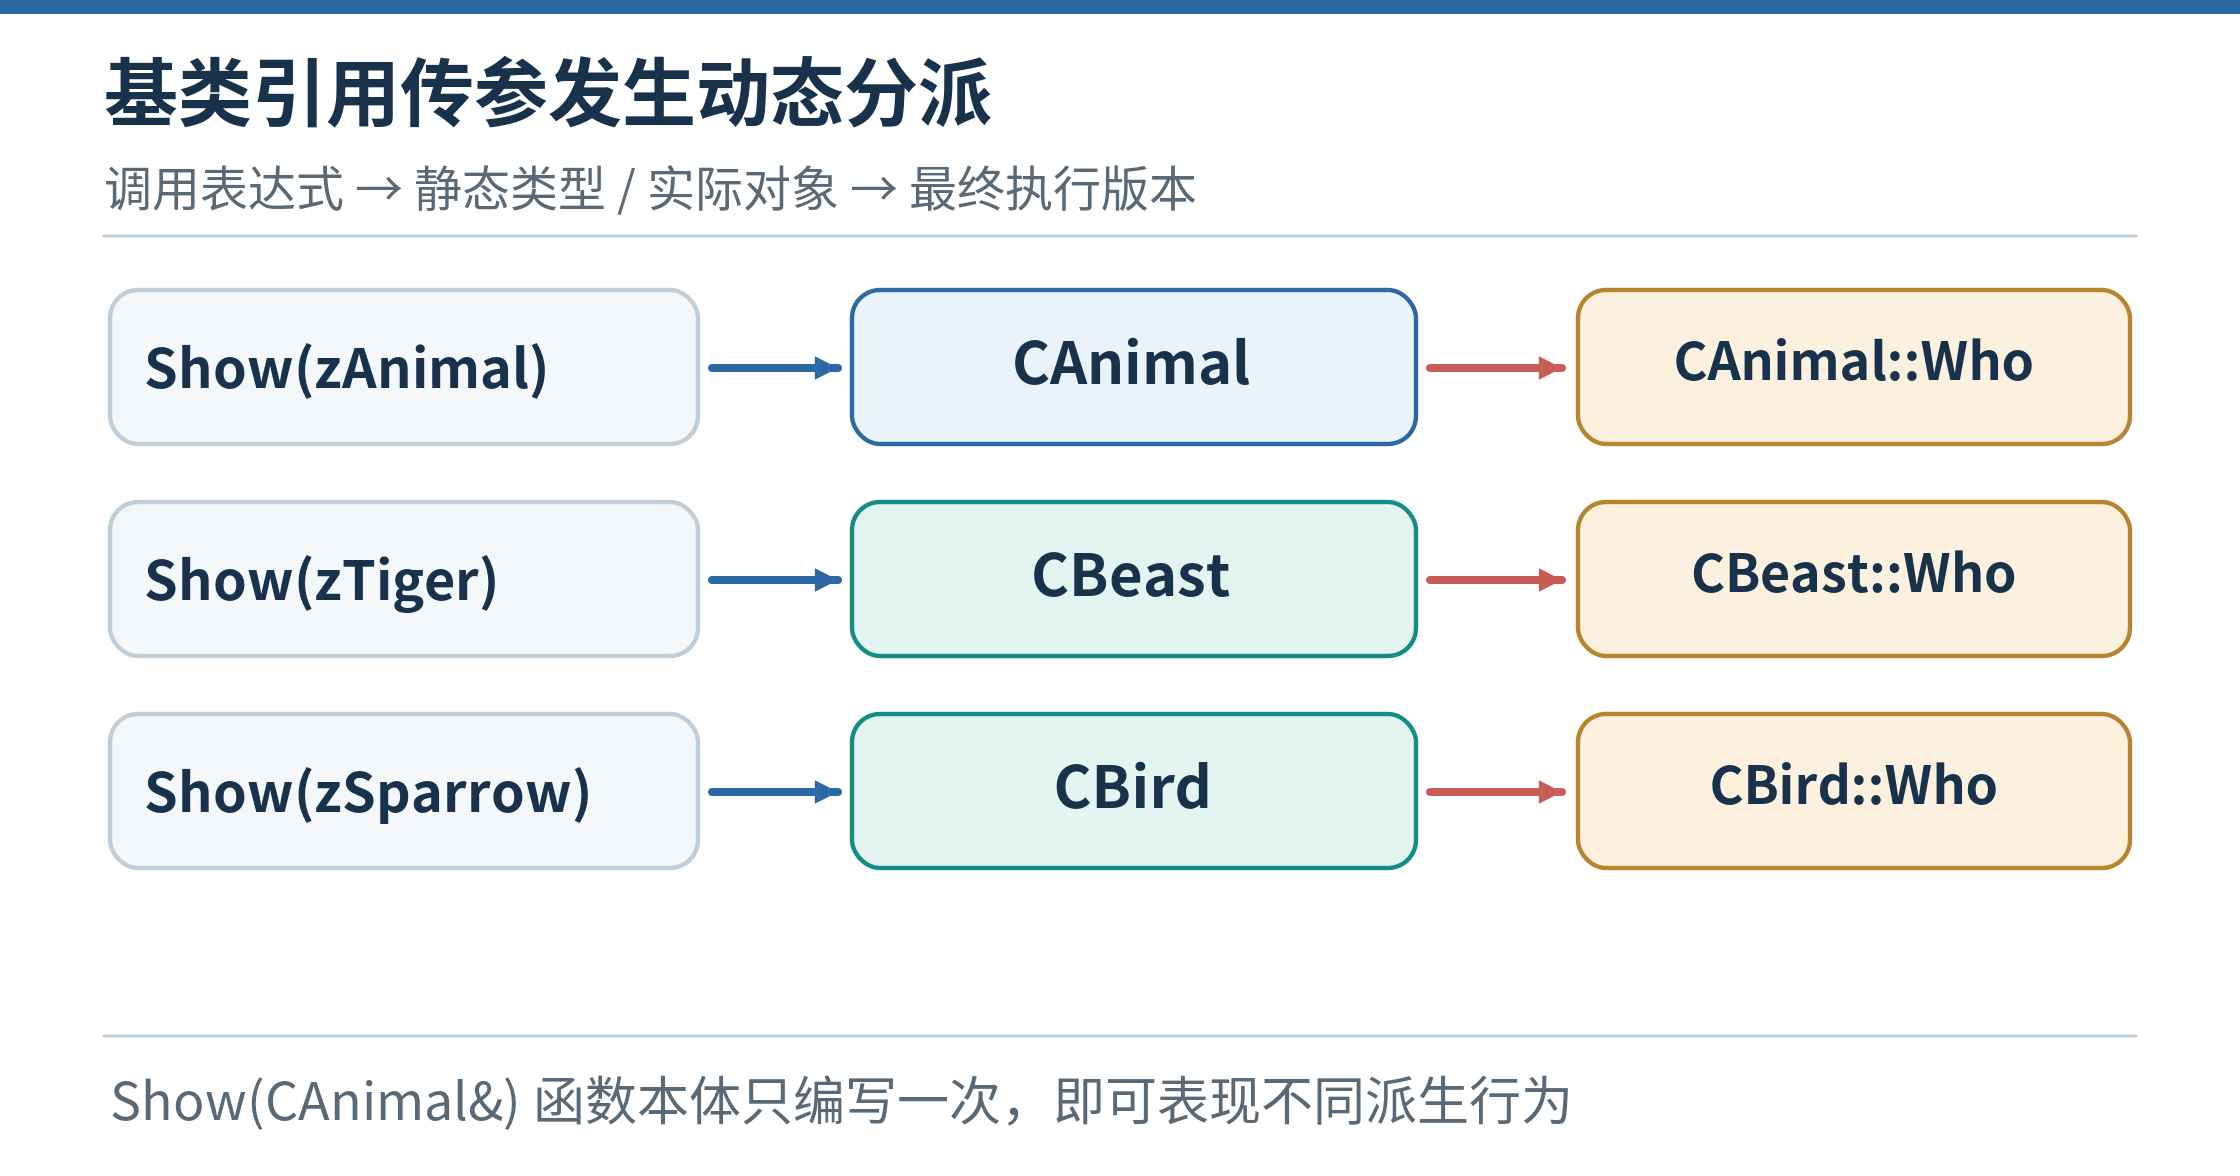 基类引用传参发生动态分派
调用表达式 → 静态类型 / 实际对象 → 最终执行版本
Show(zAnimal)
CAnimal
CAnimal::Who
Show(zTiger)
CBeast
CBeast::Who
Show(zSparrow)
CBird
CBird::Who
Show(CAnimal&) 函数本体只编写一次，即可表现不同派生行为